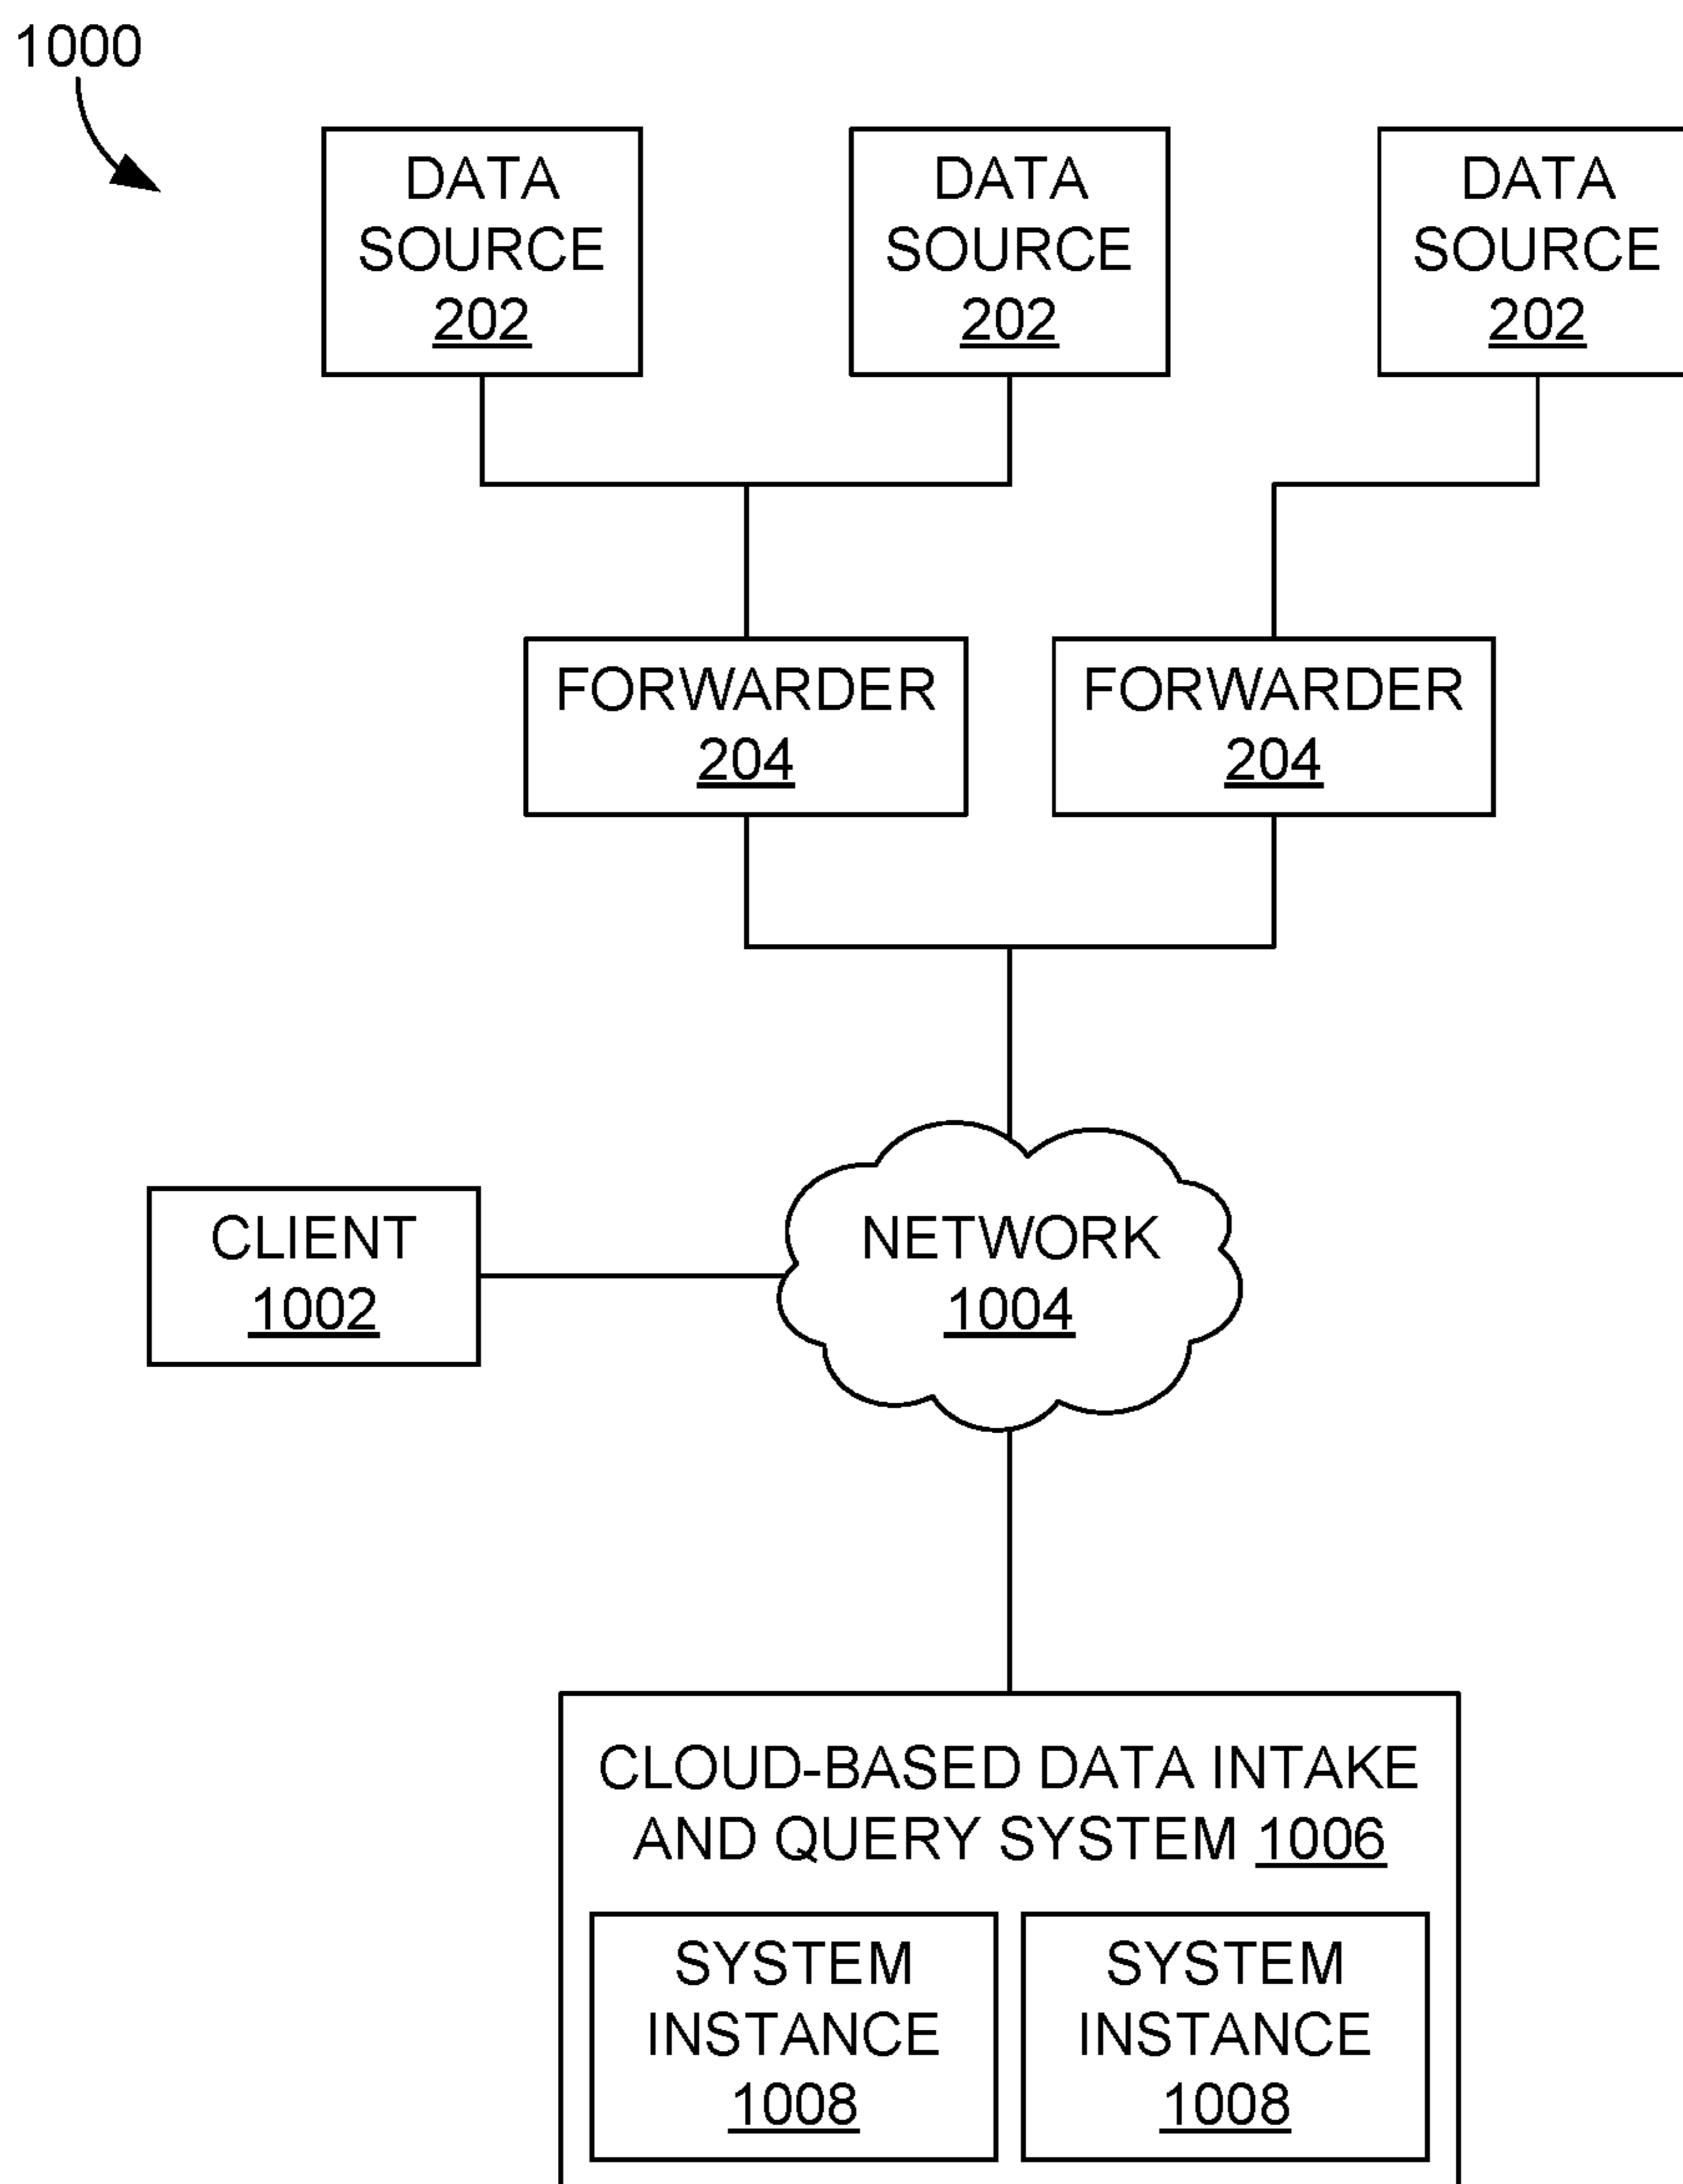 1000
DATA
SOURCE
202
DATA
SOURCE
202
DATA
SOURCE
202
FORWARDER
204
FORWARDER
204
CLIENT
1002
NETWORK
1004
CLOUD-BASED DATA INTAKE
AND QUERY SYSTEM 1006
SYSTEM
INSTANCE
1008
SYSTEM
INSTANCE
1008